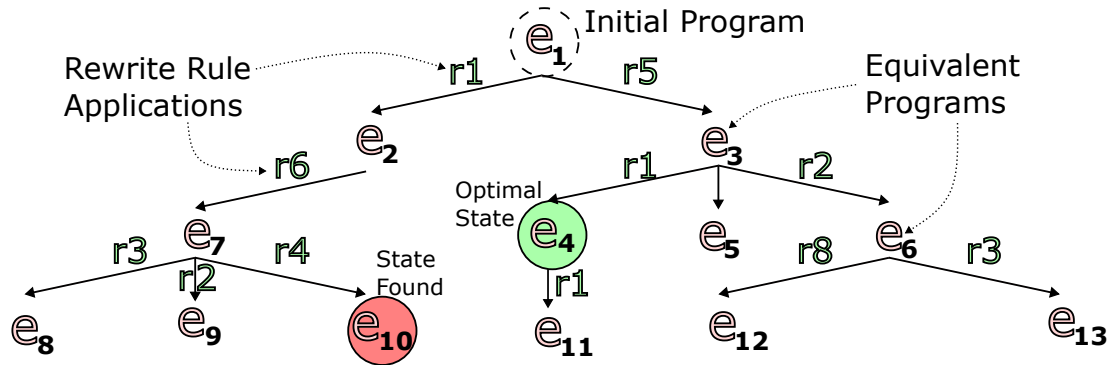 Initial Program
e1
Rewrite Rule
Applications
r1
r5
Equivalent
Programs
e2
e3
r6
r1
r2
Optimal
State
e7
e4
e5
e6
r3
r2
r4
State
Found
r1
r8
r3
e8
e9
e10
e11
e12
e13